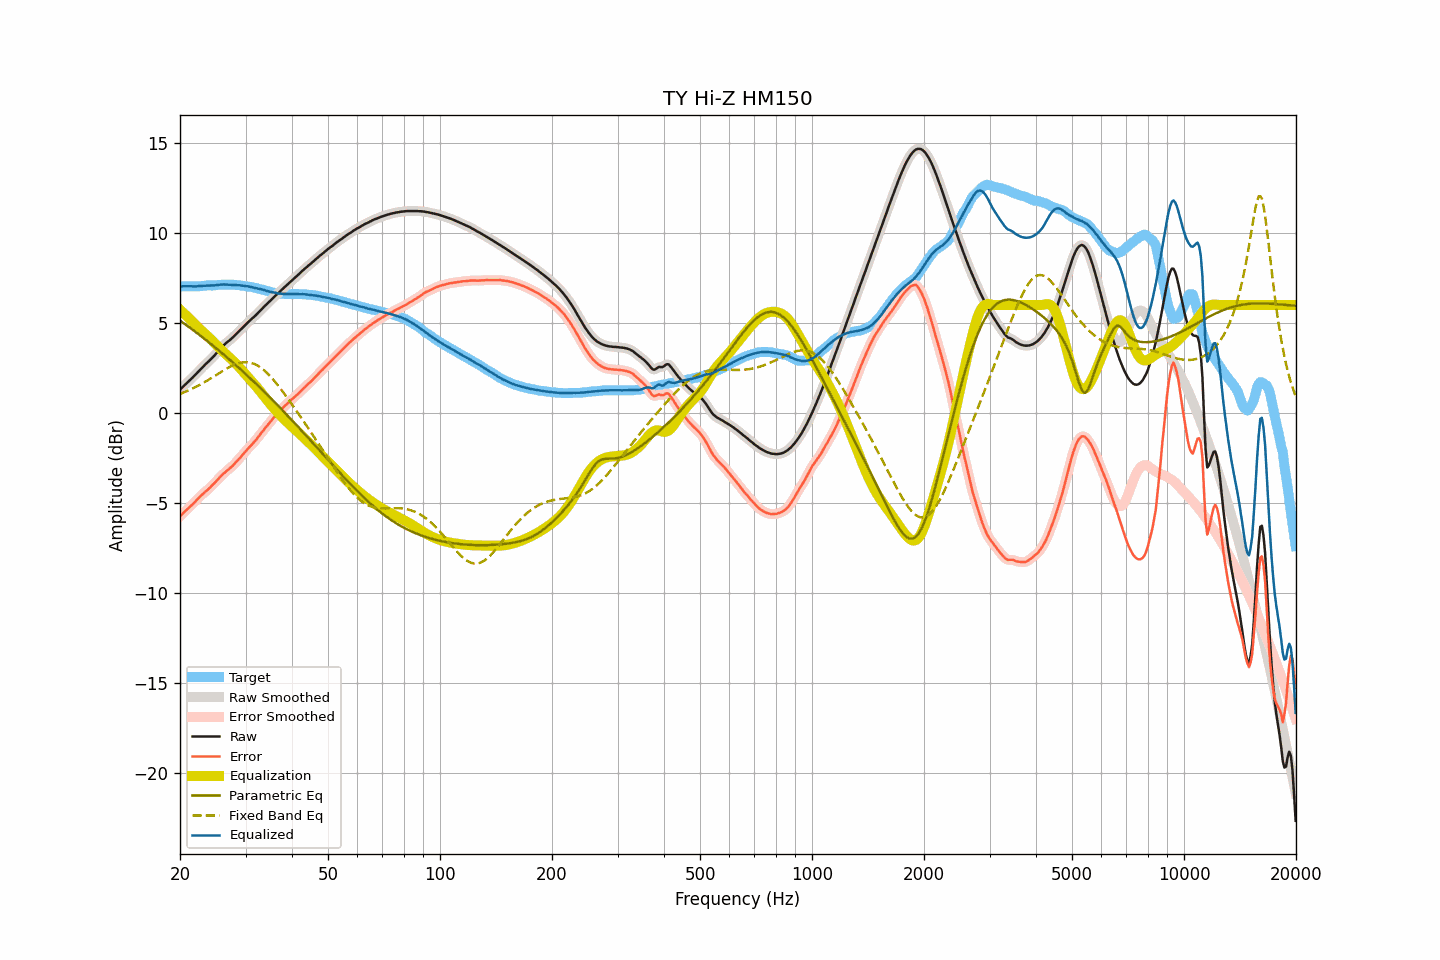 TY Hi-Z HM150
Amplitude (dBr)
15
10
5
0
−5
−10
−15
−20
Target
Raw Smoothed
Error Smoothed
Raw
Error
Equalization
Parametric Eq
Fixed Band Eq
Equalized
20 50 100 200 500 1000 2000 5000 10000 20000
Frequency (Hz)